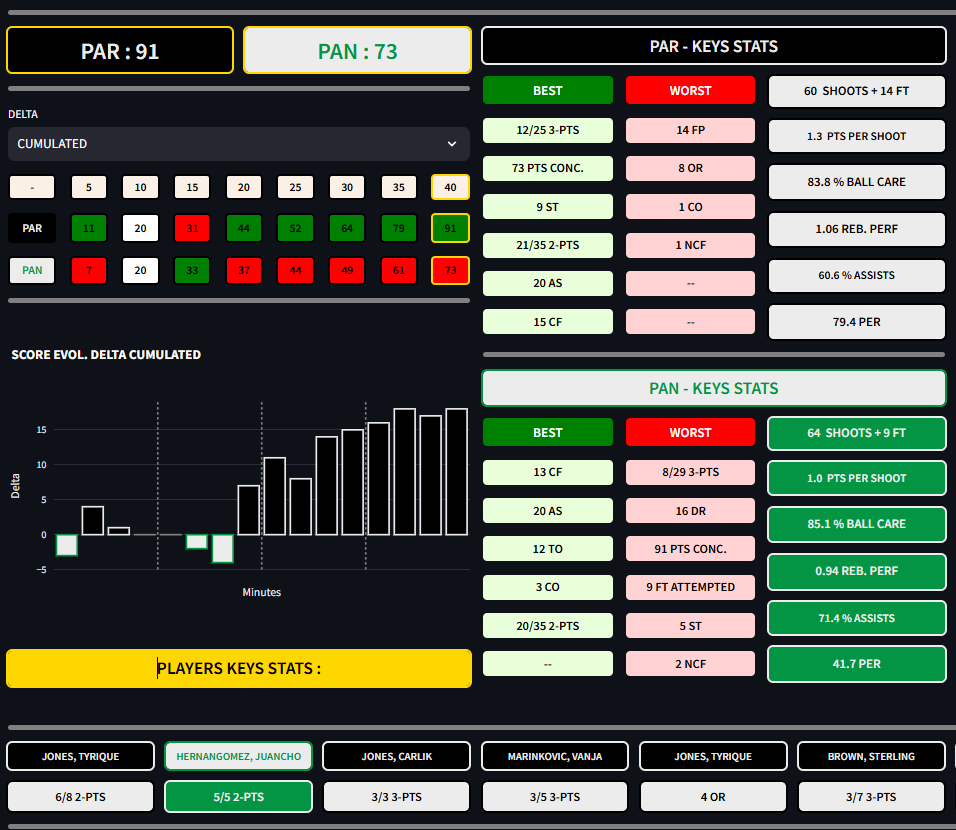 PAR : 91
PAN : 73
DELTA
CUMULATED
- 5 10 15 20 25 30 35 40
PAR 11 20 31 44 52 64 79 91
PAN 7 20 33 37 44 49 61 73
SCORE EVOL. DELTA CUMULATED
Delta
15
10
5
0
−5
Minutes
PLAYERS KEYS STATS :
PAR - KEYS STATS
BEST WORST 60 SHOOTS + 14 FT
12/25 3-PTS 14 FP 1.3 PTS PER SHOOT
73 PTS CONC. 8 OR 83.8 % BALL CARE
9 ST 1 CO 1.06 REB. PERF
21/35 2-PTS 1 NCF 60.6 % ASSISTS
20 AS -- 79.4 PER
15 CF --
PAN - KEYS STATS
BEST WORST 64 SHOOTS + 9 FT
13 CF 8/29 3-PTS 1.0 PTS PER SHOOT
20 AS 16 DR 85.1 % BALL CARE
12 TO 91 PTS CONC. 0.94 REB. PERF
3 CO 9 FT ATTEMPTED 71.4 % ASSISTS
20/35 2-PTS 5 ST 41.7 PER
-- 2 NCF
JONES, TYRIQUE HERNANGOMEZ, JUANCHO JONES, CARLIK MARINKOVIC, VANJA JONES, TYRIQUE BROWN, STERLING
6/8 2-PTS 5/5 2-PTS 3/3 3-PTS 3/5 3-PTS 4 OR 3/7 3-PTS